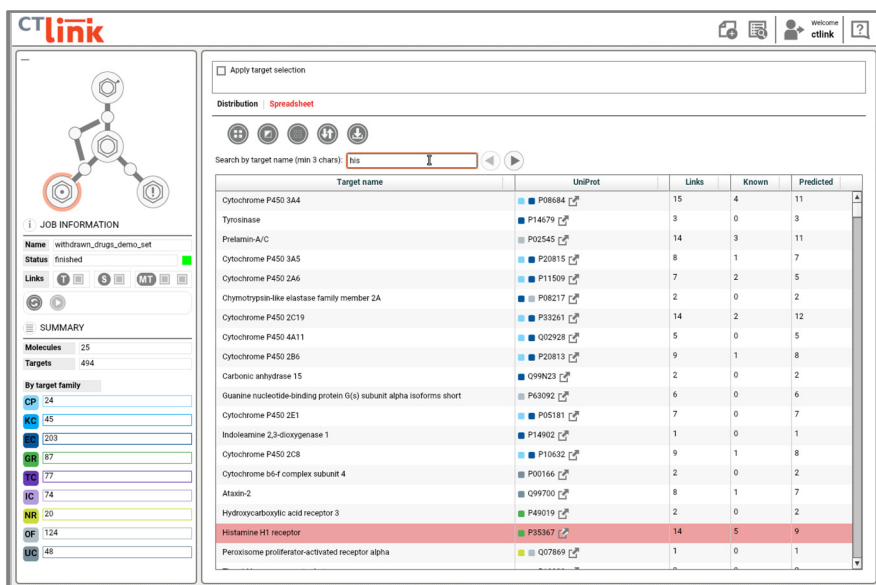 CTlink
Welcome
ctlink
JOB INFORMATION
Name withdrawn_drugs_demo_set
Status finished
Links T S MT
SUMMARY
Molecules 25
Targets 494
By target family
CP 24
KC 45
EC 203
GR 87
TC 77
IC 74
NR 20
OF 124
UC 48
Apply target selection
Distribution | Spreadsheet
Search by target name (min 3 chars): his
Target name UniProt Links Known Predicted
Cytochrome P450 3A4 P08684 15 4 11
Tyrosinase P14679 3 0 3
Prelamin-A/C P02545 14 3 11
Cytochrome P450 3A5 P20815 8 1 7
Cytochrome P450 2A6 P11509 7 2 5
Chymotrypsin-like elastase family member 2A P08217 2 0 2
Cytochrome P450 2C19 P33261 14 2 12
Cytochrome P450 4A11 Q02928 5 0 5
Cytochrome P450 2B6 P20813 9 1 8
Carbonic anhydrase 15 Q99N23 2 0 2
Guanine nucleotide-binding protein G(s) subunit alpha isoforms short P63092 6 0 6
Cytochrome P450 2E1 P05181 7 0 7
Indoleamine 2,3-dioxygenase 1 P14902 1 0 1
Cytochrome P450 2C8 P10632 9 1 8
Cytochrome b6-f complex subunit 4 P00166 2 0 2
Ataxin-2 Q99700 8 1 7
Hydroxycarboxylic acid receptor 3 P49019 2 0 2
Histamine H1 receptor P35367 14 5 9
Peroxisome proliferator-activated receptor alpha Q07869 1 0 1